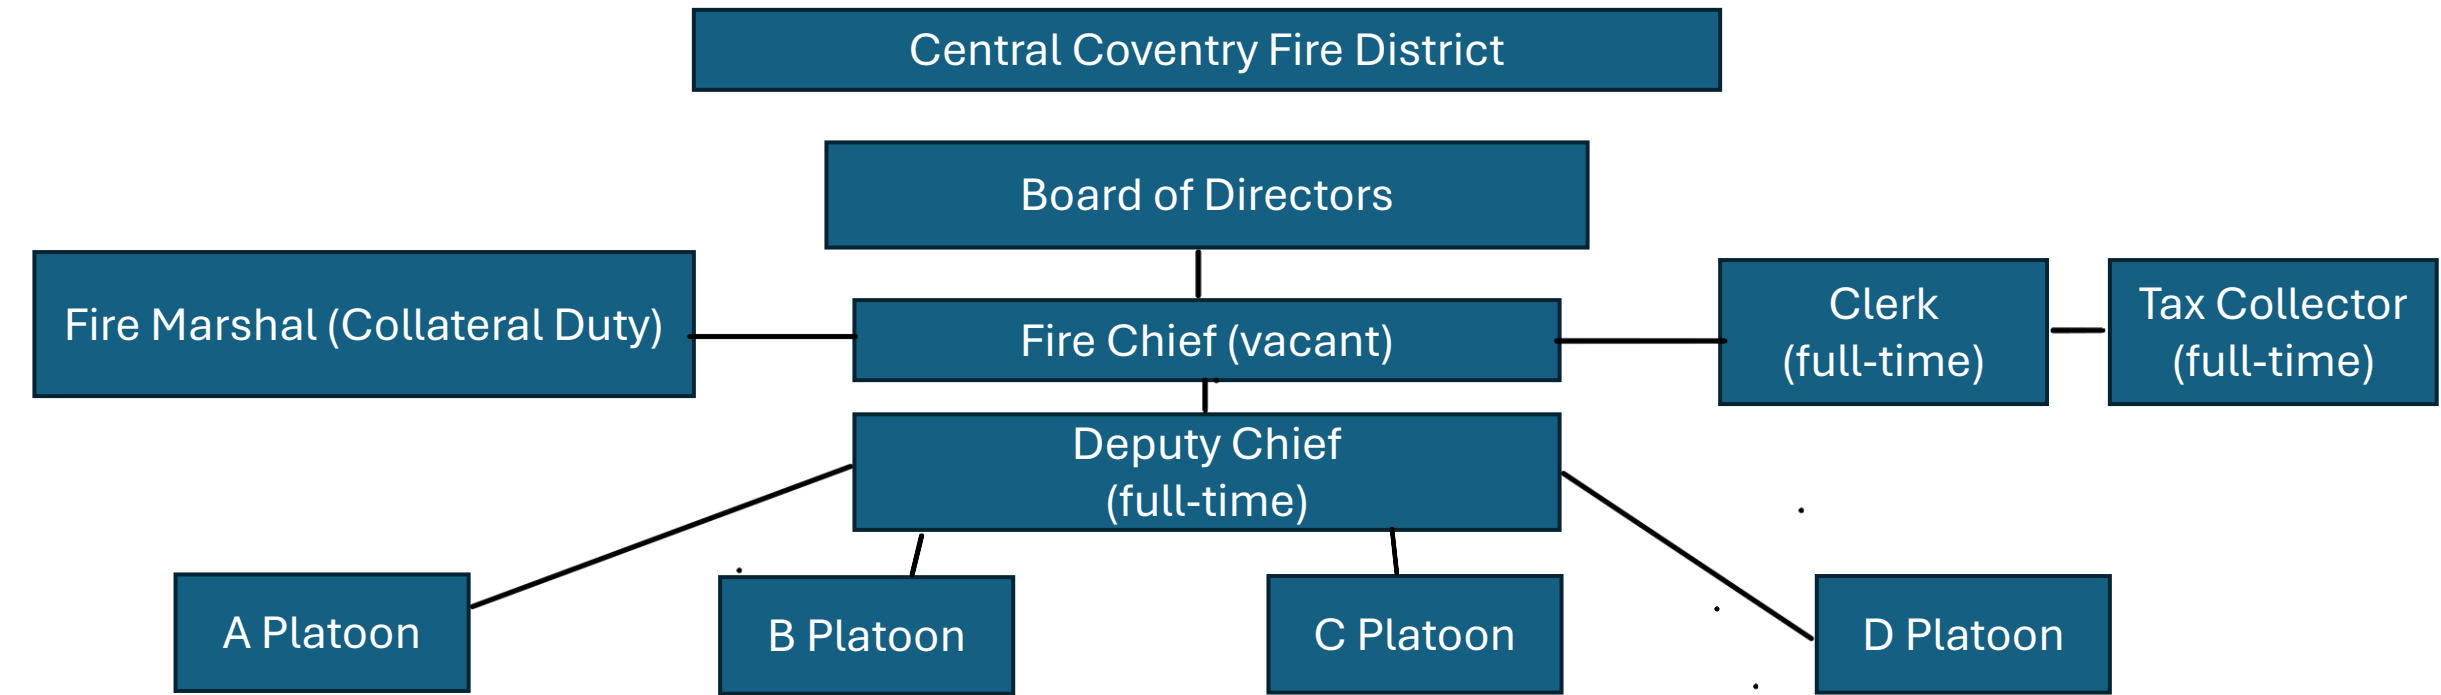 Central Coventry Fire District
Board of Directors
Fire Marshal (Collateral Duty)
Fire Chief (vacant)
Clerk
(full-time)
Tax Collector
(full-time)
Deputy Chief
(full-time)
A Platoon
B Platoon
C Platoon
D Platoon